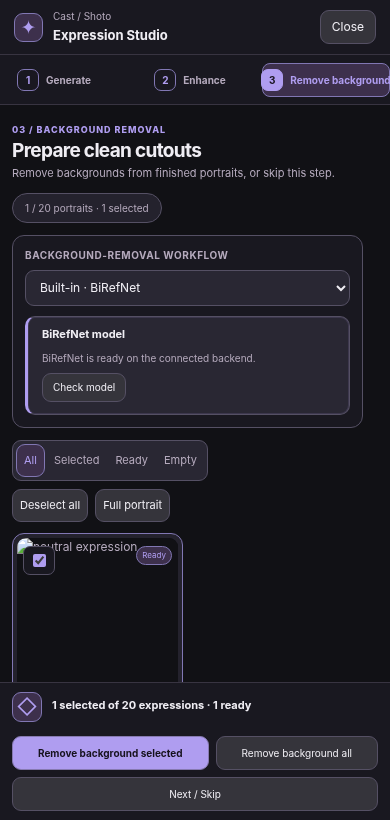 Cast / Shoto
Expression Studio
Close
1 Generate
2 Enhance
3 Remove background
03 / BACKGROUND REMOVAL
Prepare clean cutouts
Remove backgrounds from finished portraits, or skip this step.
1 / 20 portraits · 1 selected
BACKGROUND-REMOVAL WORKFLOW
Built-in · BiRefNet
BiRefNet model
BiRefNet is ready on the connected backend.
Check model
All Selected Ready Empty
Deselect all Full portrait
neutral expression
Ready
1 selected of 20 expressions · 1 ready
Remove background selected Remove background all
Next / Skip